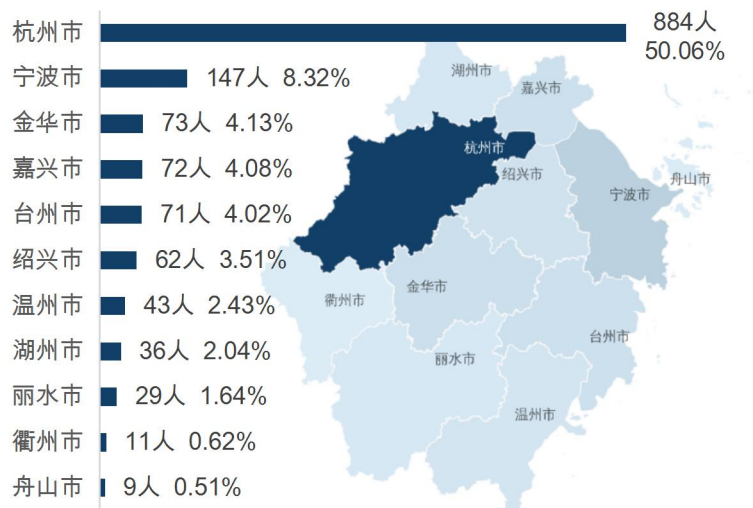 杭州市
884人
50.06%
宁波市
147人 8.32%
金华市
73人 4.13%
嘉兴市
72人 4.08%
台州市
71人 4.02%
绍兴市
62人 3.51%
温州市
43人 2.43%
湖州市
36人 2.04%
丽水市
29人 1.64%
衢州市
11人 0.62%
舟山市
9人 0.51%
湖州市
嘉兴市
杭州市
绍兴市
宁波市
舟山市
衢州市
金华市
台州市
丽水市
温州市